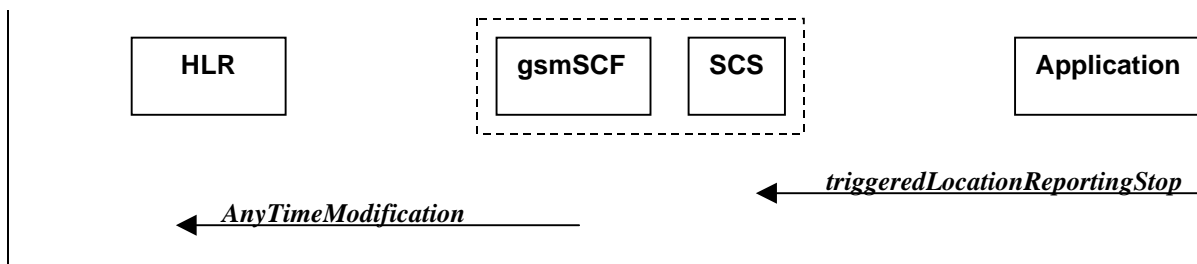 HLR gsmSCF SCS Application
triggeredLocationReportingStop
AnyTimeModification